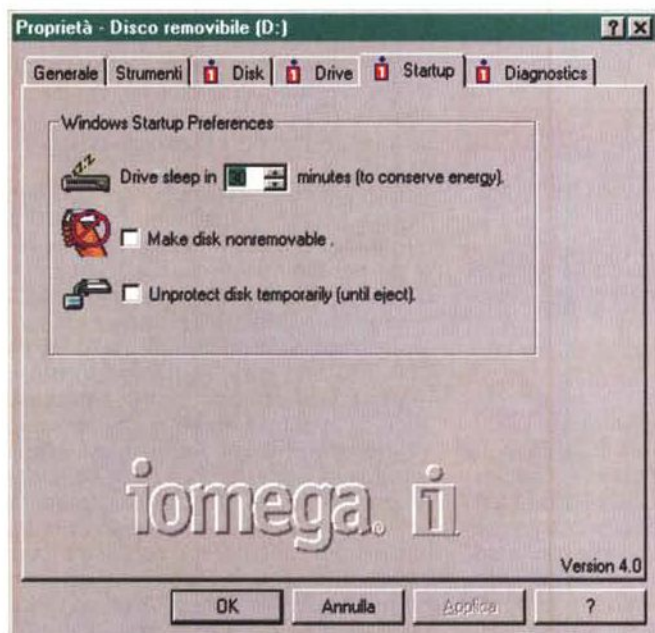 Proprietà - Disco removibile (D:) ? X
Generale Strumenti i Disk i Drive i Startup i Diagnostics
Windows Startup Preferences
Drive sleep in 30 minutes (to conserve energy).
Make disk nonremovable .
Unprotect disk temporarily (until eject).
iomega® i
Version 4.0
OK Annulla Applica ?